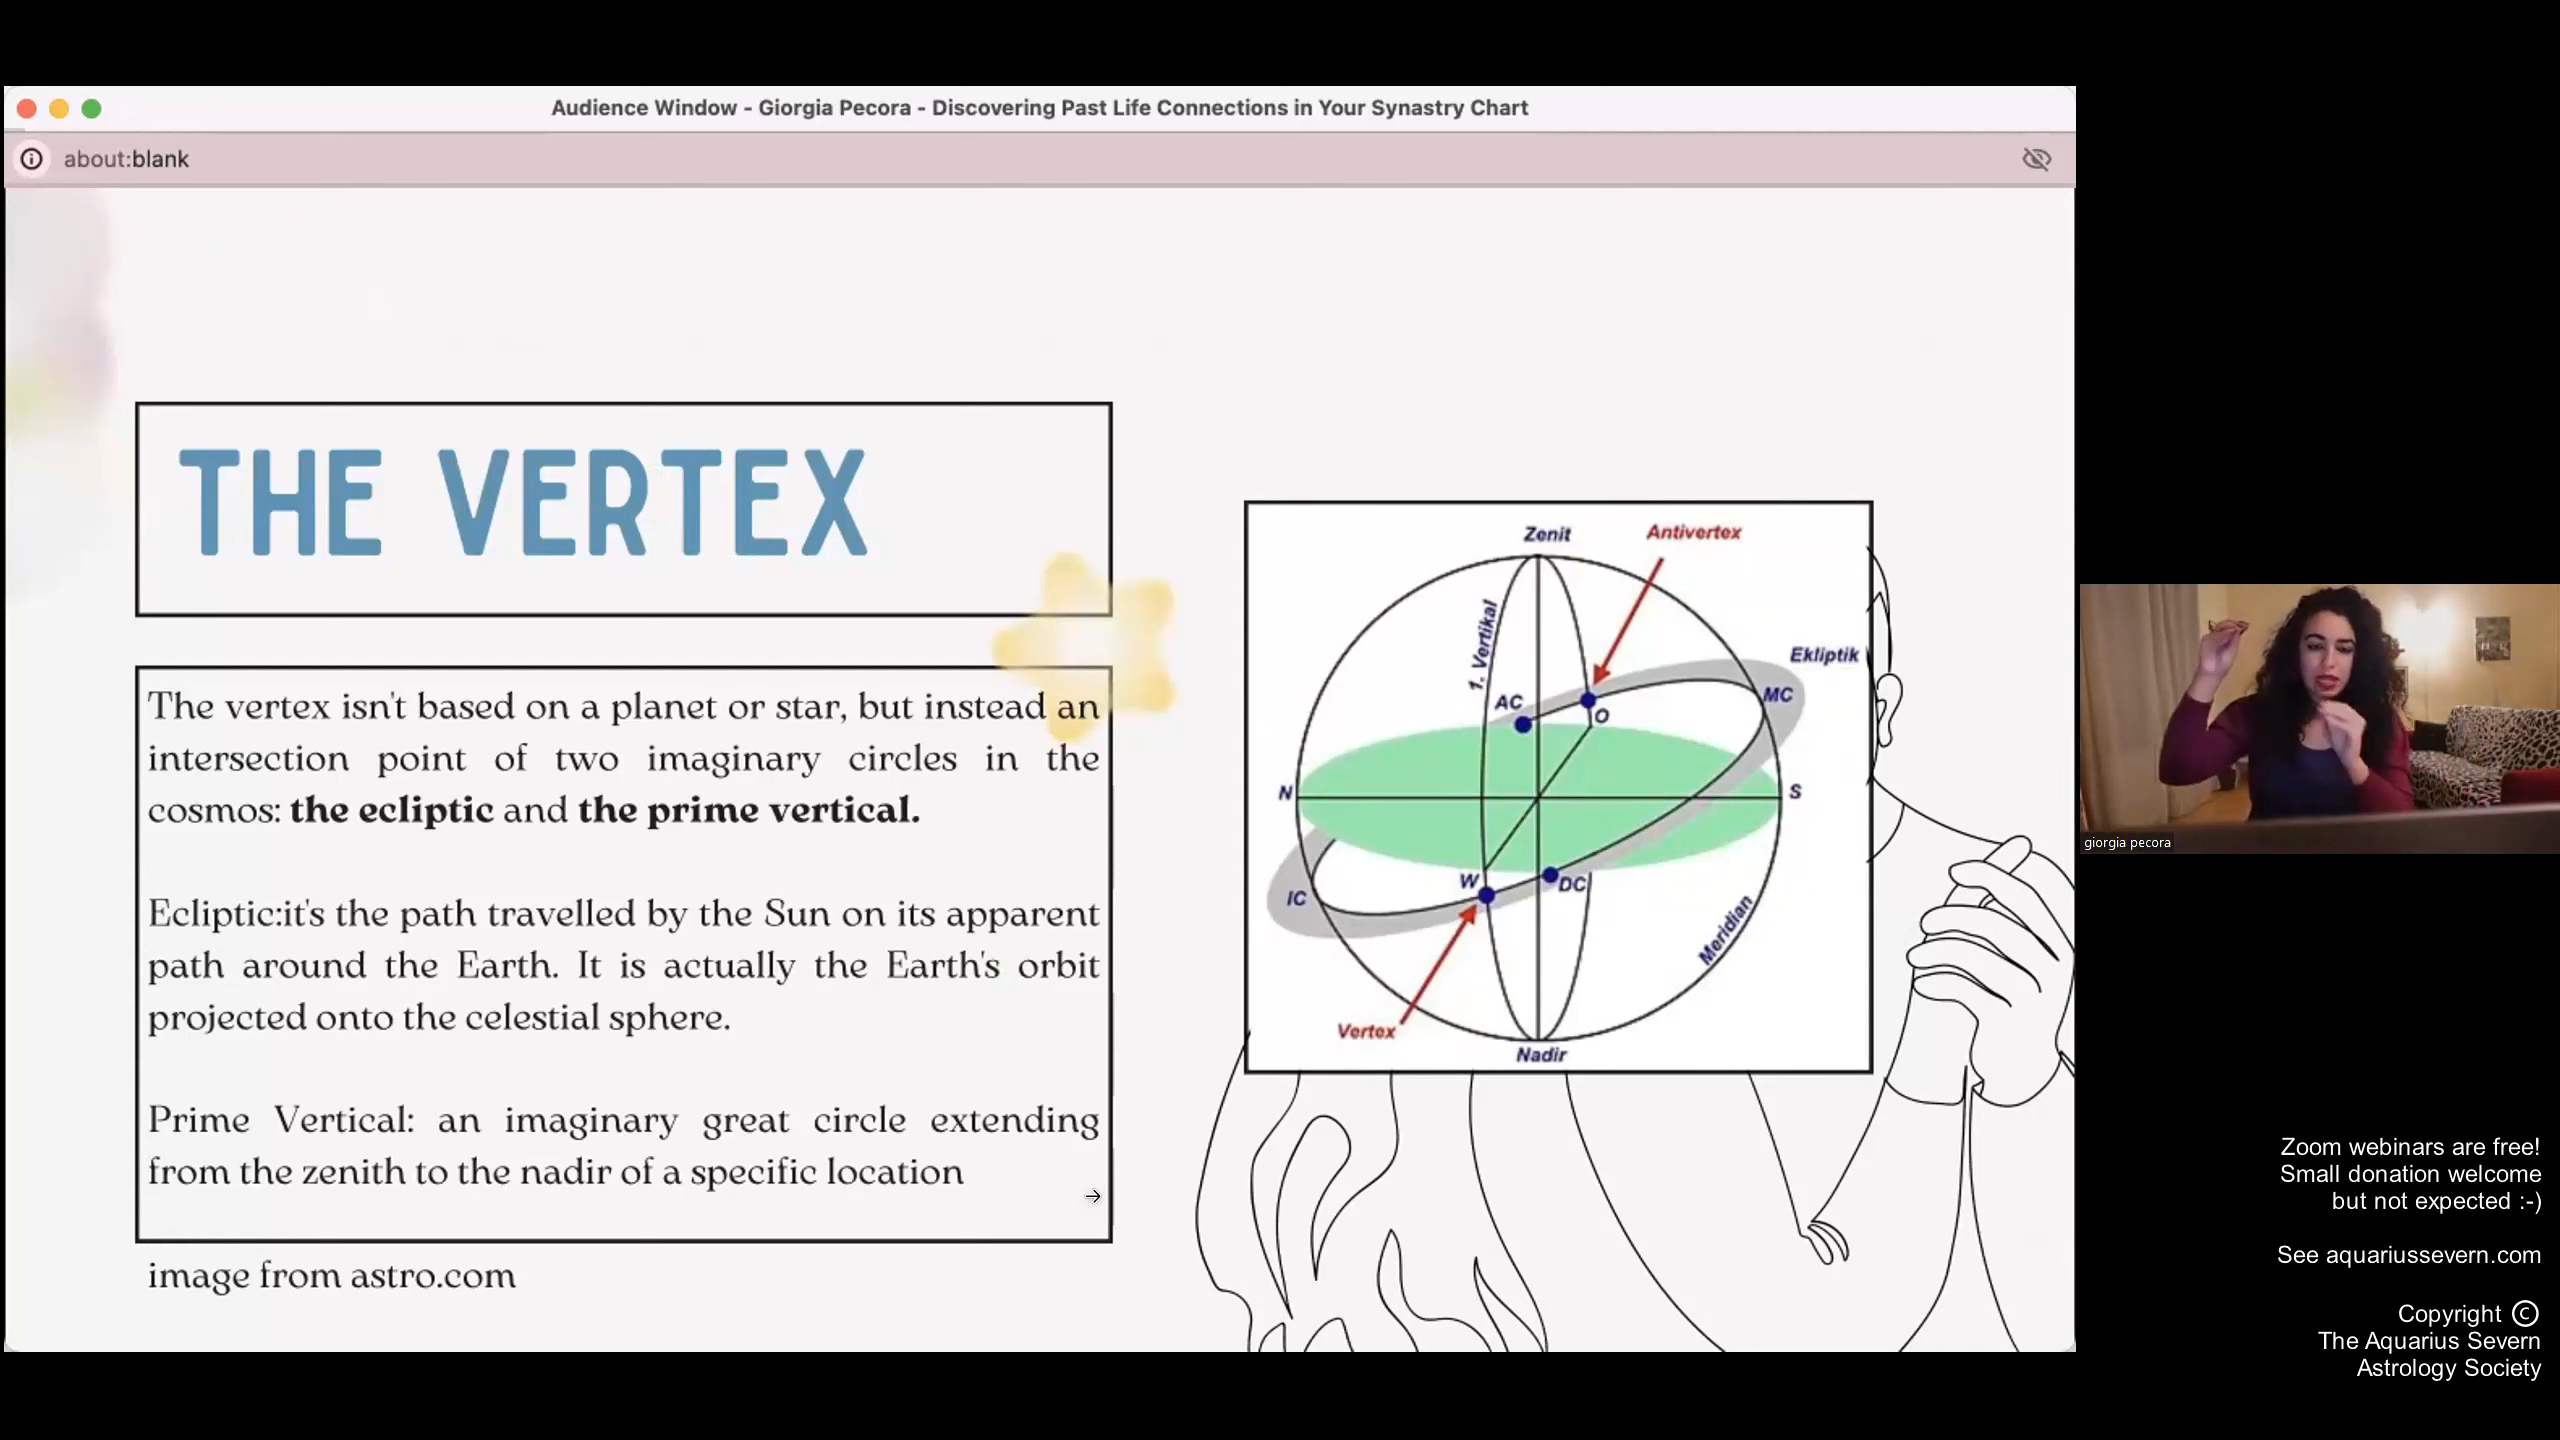 Audience Window - Giorgia Pecora - Discovering Past Life Connections in Your Synastry Chart
about:blank
THE VERTEX
The vertex isn't based on a planet or star, but instead an
intersection point of two imaginary circles in the
cosmos: the ecliptic and the prime vertical.
Ecliptic:it's the path travelled by the Sun on its apparent
path around the Earth. It is actually the Earth's orbit
projected onto the celestial sphere.
Prime Vertical: an imaginary great circle extending
from the zenith to the nadir of a specific location
image from astro.com
Zenit
Antivertex
1. Vertikal
Ekliptik
AC
O
MC
N
S
W
DC
IC
Meridian
Vertex
Nadir
giorgia pecora
Zoom webinars are free!
Small donation welcome
but not expected :-)
See aquariussevern.com
Copyright ©
The Aquarius Severn
Astrology Society